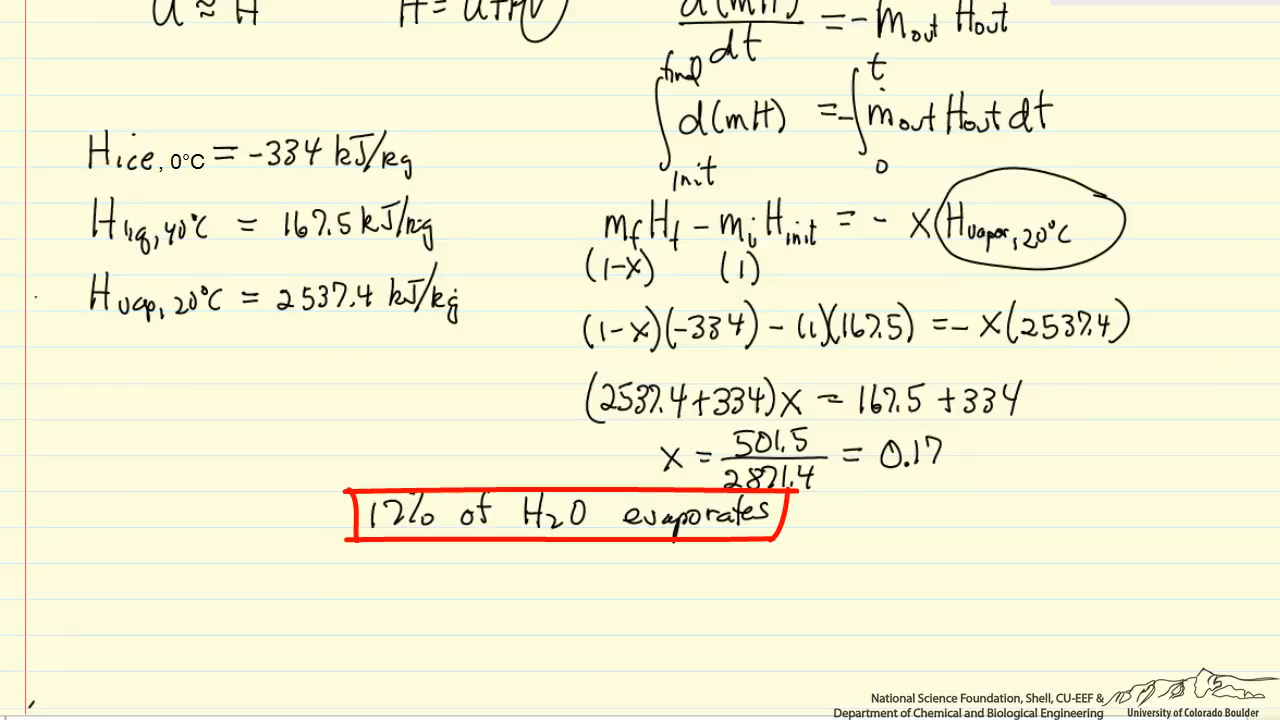 U ≈ H
H = U + PV
d(mH)/dt = - ṁout Hout
∫ init final d(mH) = - ∫ 0 t ṁout Hout dt
Hice, 0°C = -334 kJ/kg
Hliq, 40°C = 167.5 kJ/kg
Hvap, 20°C = 2537.4 kJ/kg
mf Hf - mi Hinit = - x (Hvapor, 20°C)
(1-x) (1)
(1-x)(-334) - (1)(167.5) = - x(2537.4)
(2537.4+334)x = 167.5 + 334
x = 501.5/2871.4 = 0.17
17% of H2O evaporates
National Science Foundation, Shell, CU-EEF &
Department of Chemical and Biological Engineering
University of Colorado Boulder